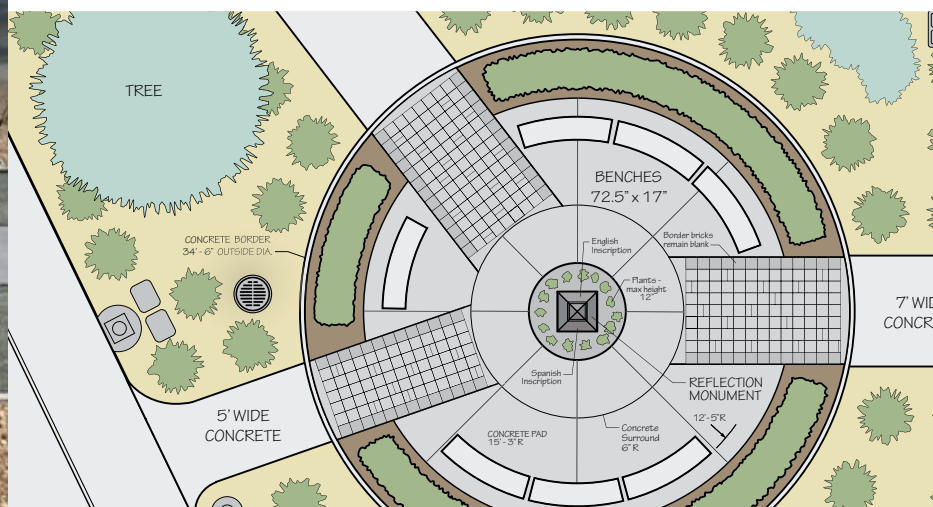 TREE
BENCHES
72.5" x 17"
CONCRETE BORDER
34' - 6" OUTSIDE DIA.
English
Inscription
Border bricks
remain blank
Plants -
max height
12"
7' WID
CONCR
Spanish
Inscription
REFLECTION
MONUMENT
5' WIDE
CONCRETE
CONCRETE PAD
15' - 3" R
Concrete
Surround
6" R
12'-5"R